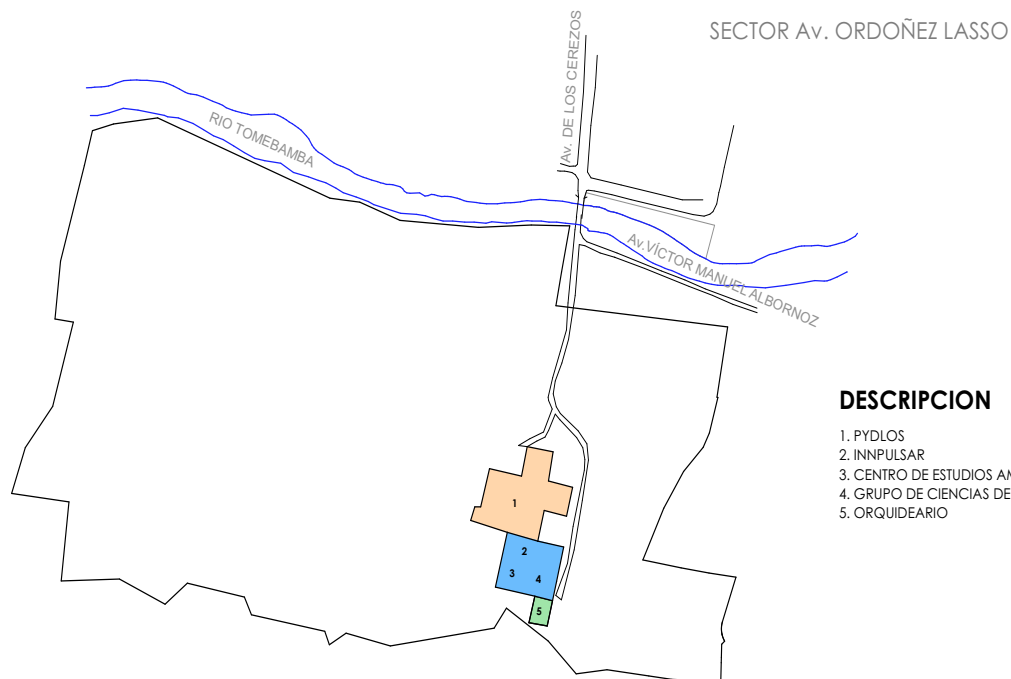 SECTOR Av. ORDOÑEZ LASSO
Av. DE LOS CEREZOS
RIO TOMEBAMBA
Av.VÍCTOR MANUEL ALBORNOZ
DESCRIPCION
1. PYDLOS
2. INNPULSAR
3. CENTRO DE ESTUDIOS
4. GRUPO DE CIENCIAS DE
5. ORQUIDEARIO
1
2
3 4
5